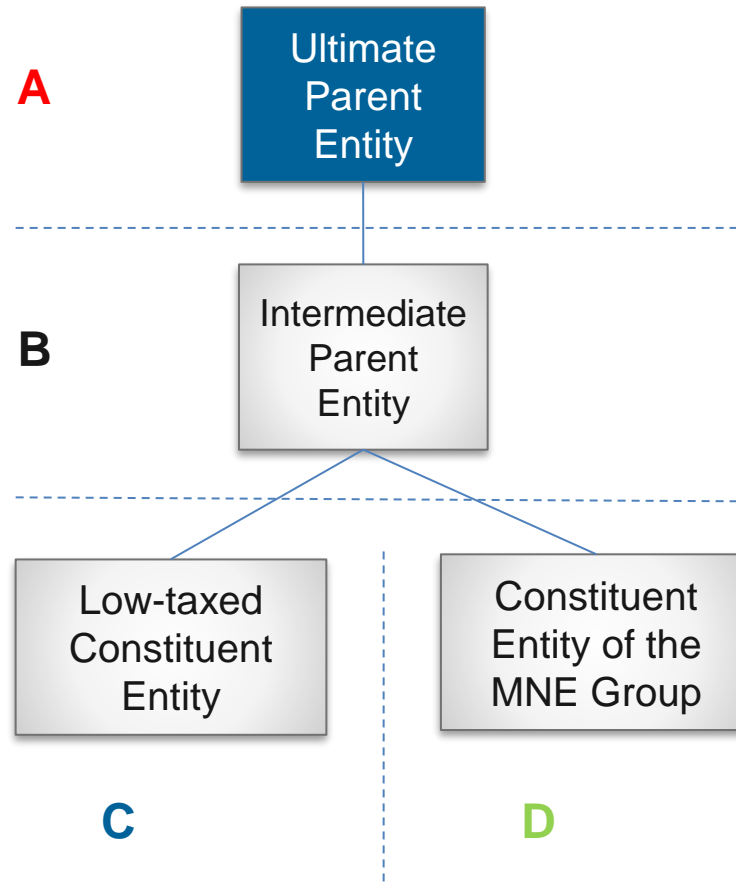 Ultimate
Parent
Entity
A
Intermediate
Parent
Entity
B
Low-taxed
Constituent
Entity
Constituent
Entity of the
MNE Group
C
D